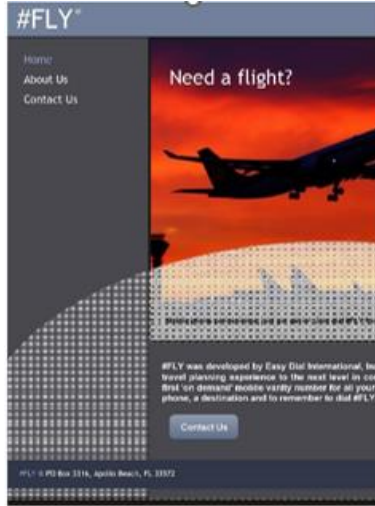 #FLY®
Home
About Us
Contact Us
Need a flight?
#FLY was developed by Easy Dial International, Inc
travel planning experience to the next level in
first 'on demand' mobile vanity number for all your
phone, a destination and to remember to dial #FLY
Contact Us
#FLY © PO Box 3316, Apollo Beach, FL 33572